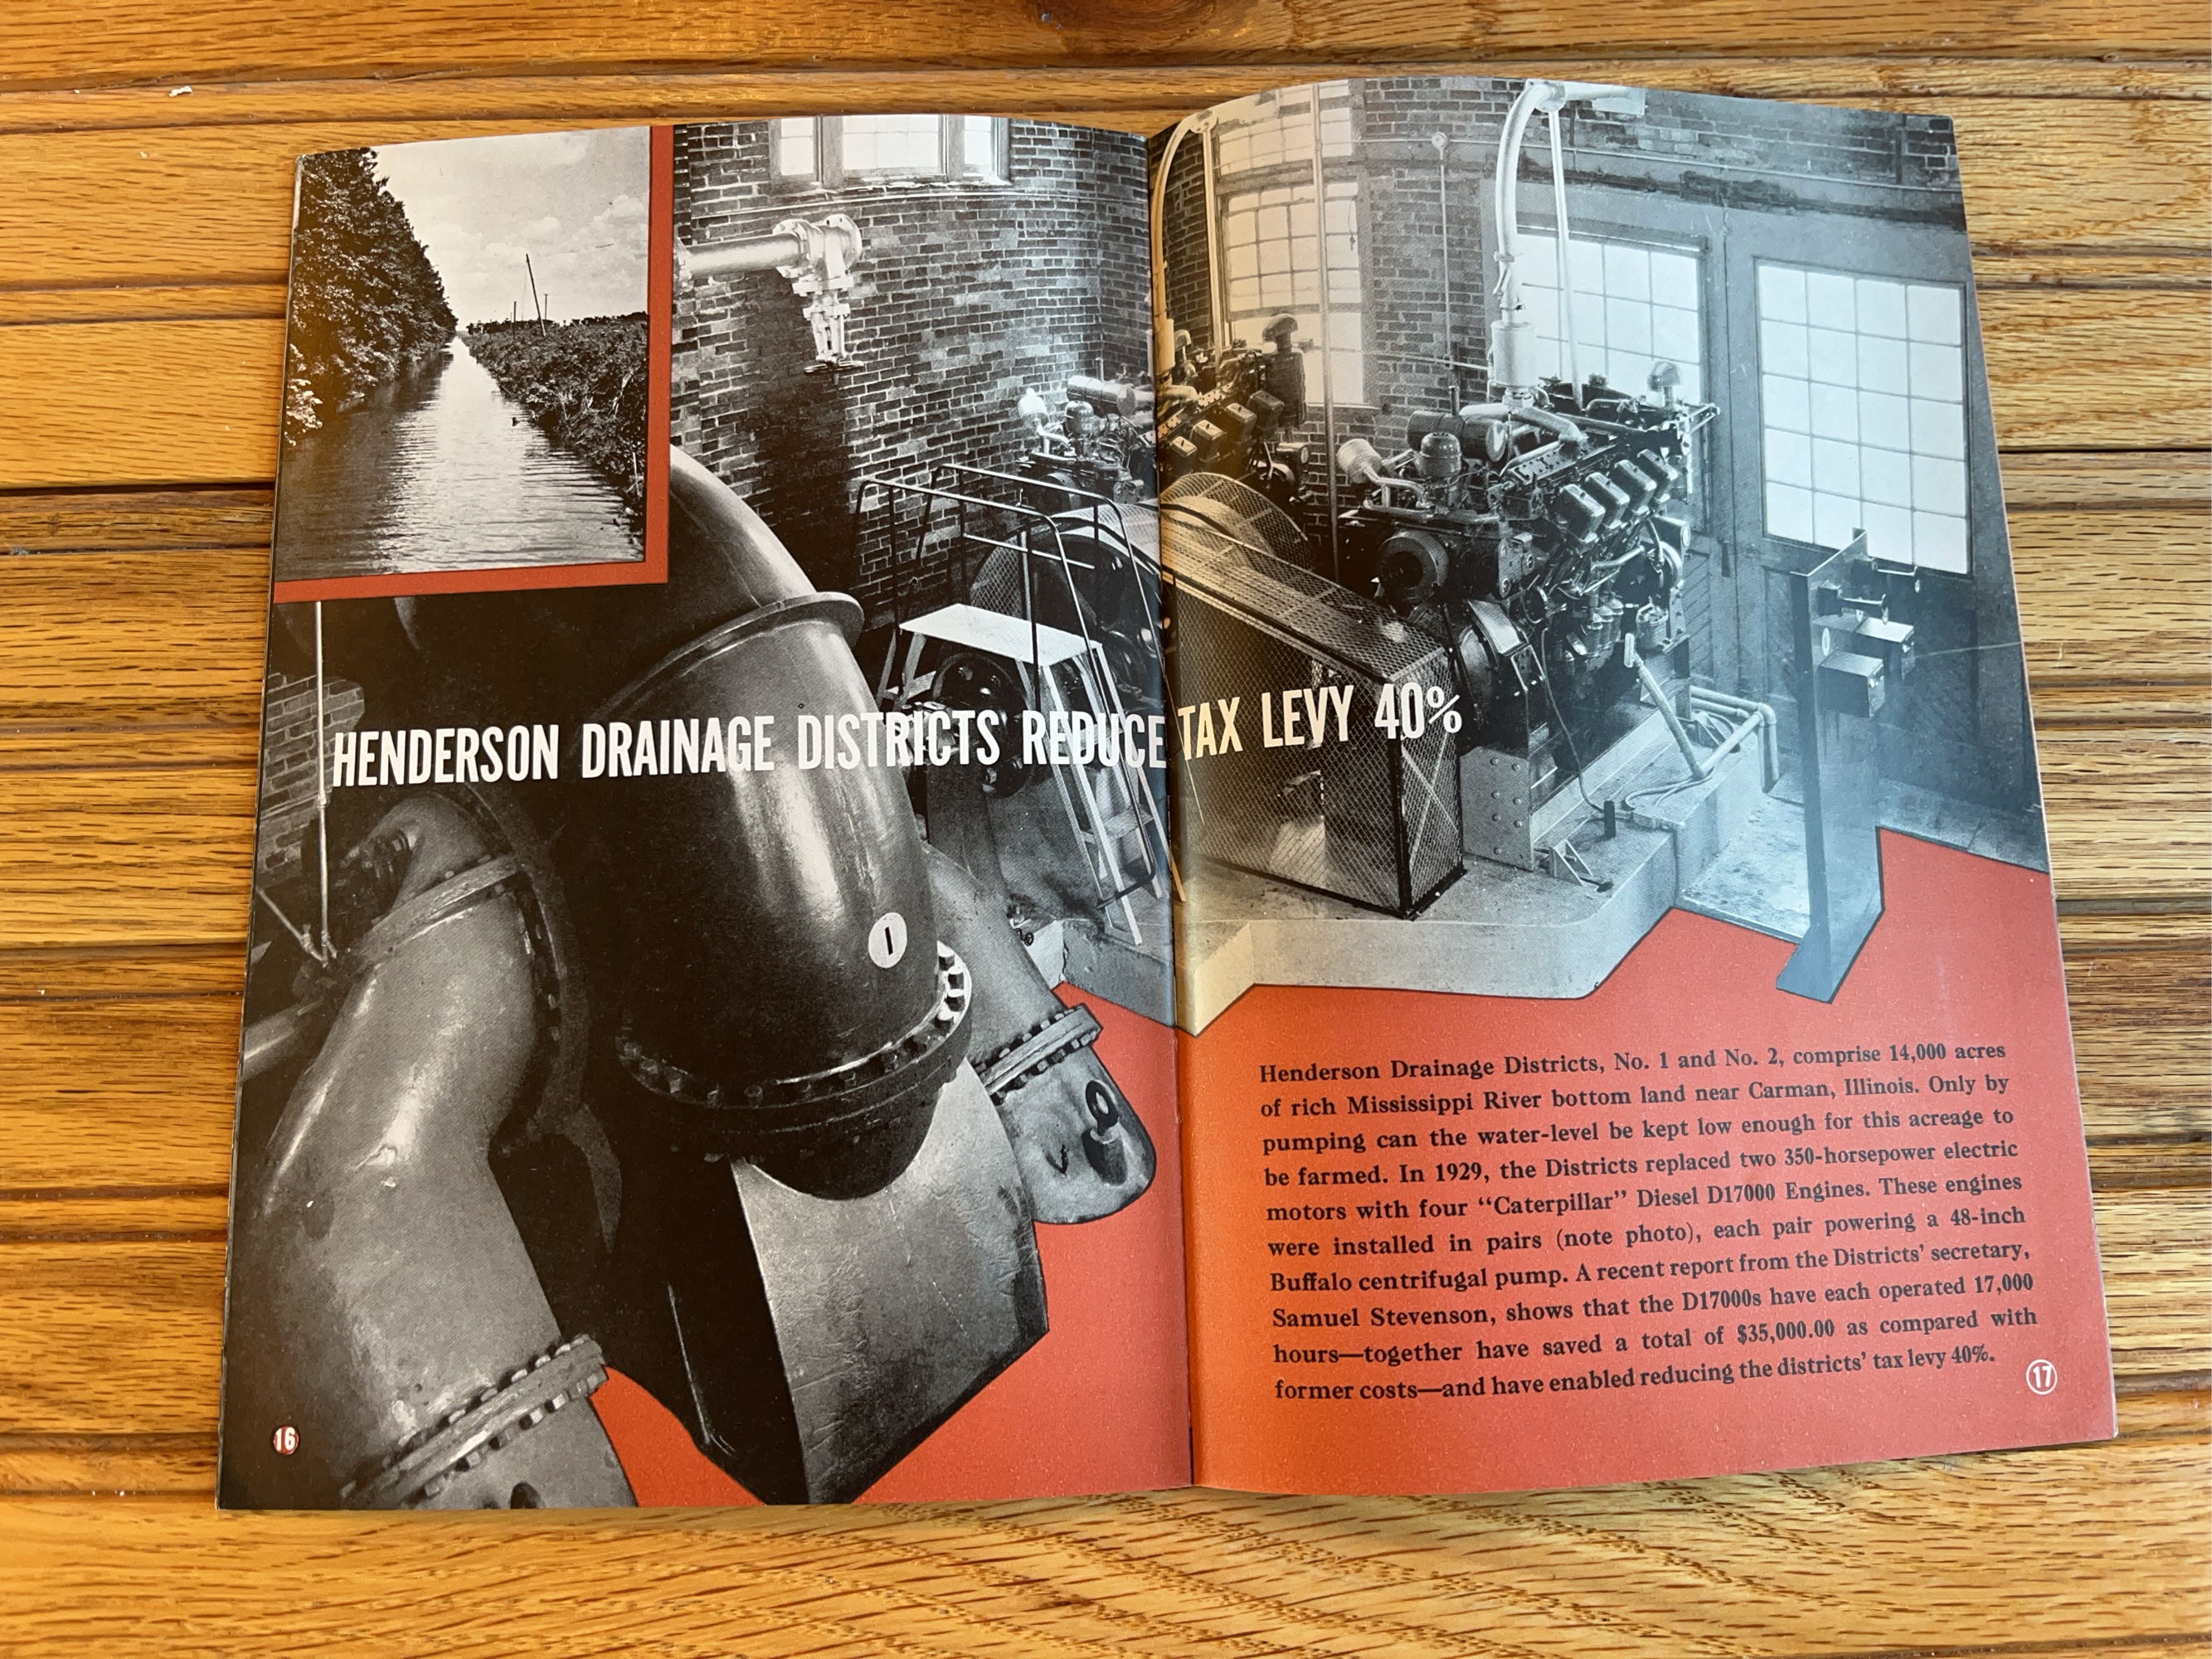 HENDERSON DRAINAGE DISTRICTS REDUCE TAX LEVY 40%
1
Henderson Drainage Districts, No. 1 and No. 2, comprise 14,000 acres
of rich Mississippi River bottom land near Carman, Illinois. Only by
pumping can the water-level be kept low enough for this acreage to
be farmed. In 1929, the Districts replaced two 350-horsepower electric
motors with four “Caterpillar” Diesel D17000 Engines. These engines
were installed in pairs (note photo), each pair powering a 48-inch
Buffalo centrifugal pump. A recent report from the Districts’ secretary,
Samuel Stevenson, shows that the D17000s have each operated 17,000
hours—together have saved a total of $35,000.00 as compared with
former costs—and have enabled reducing the districts’ tax levy 40%.
16
17